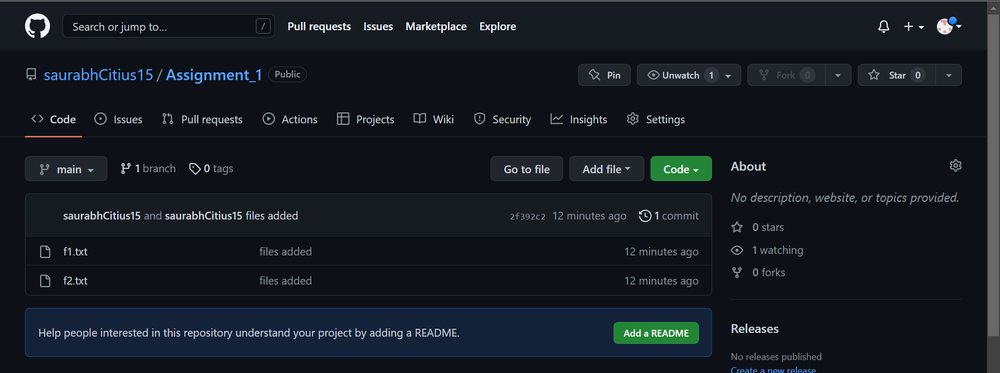 Search or jump to... / Pull requests Issues Marketplace Explore
saurabhCitius15 / Assignment_1 Public Pin Unwatch 1 Fork 0 Star 0
Code Issues Pull requests Actions Projects Wiki Security Insights Settings
main 1 branch 0 tags Go to file Add file Code
saurabhCitius15 and saurabhCitius15 files added 2f392c2 12 minutes ago 1 commit
f1.txt files added 12 minutes ago
f2.txt files added 12 minutes ago
Help people interested in this repository understand your project by adding a README. Add a README
About
No description, website, or topics provided.
0 stars
1 watching
0 forks
Releases
No releases published
Create a new release